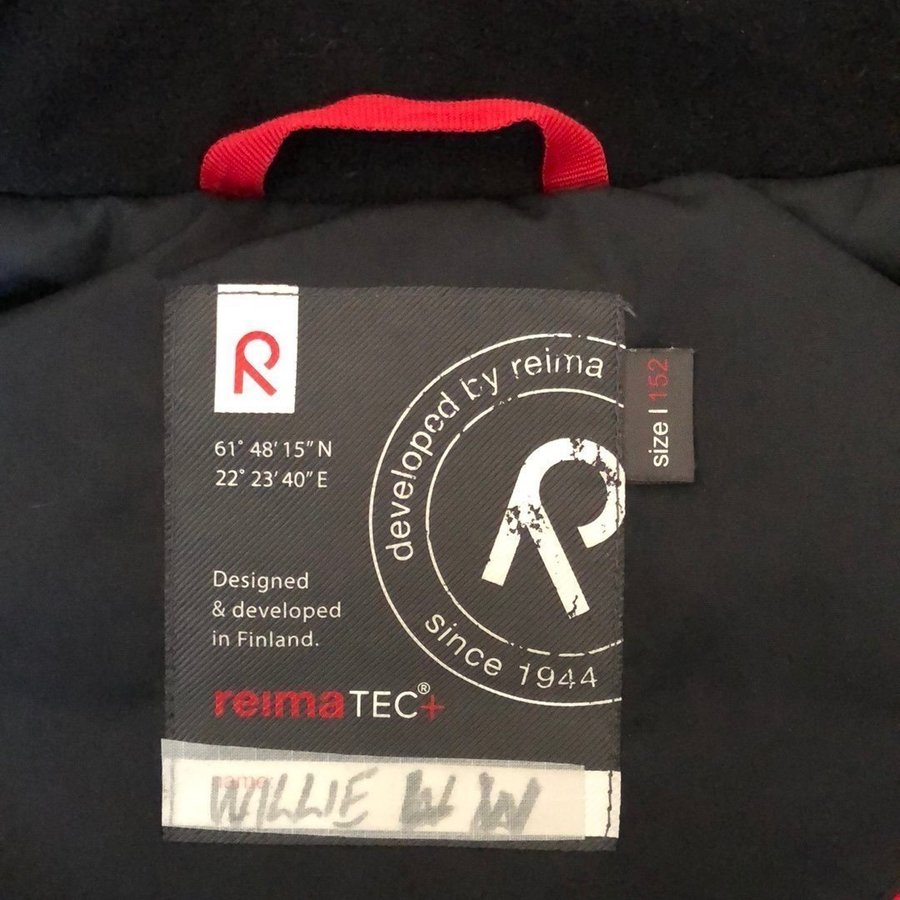 R
61° 48' 15" N
22° 23' 40" E
developed by reima
R
since 1944
size | 152
Designed
& developed
in Finland.
reimaTEC®+
name:
WILLIE